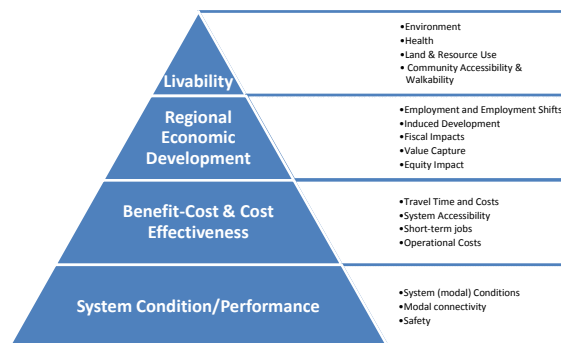 Livability
•Environment
•Health
•Land & Resource Use
• Community Accessibility &
Walkability
Regional
Economic
Development
•Employment and Employment Shifts
•Induced Development
•Fiscal Impacts
•Value Capture
•Equity Impact
Benefit-Cost & Cost
Effectiveness
•Travel Time and Costs
•System Accessibility
•Short-term jobs
•Operational Costs
System Condition/Performance
•System (modal) Conditions
•Modal connectivity
•Safety